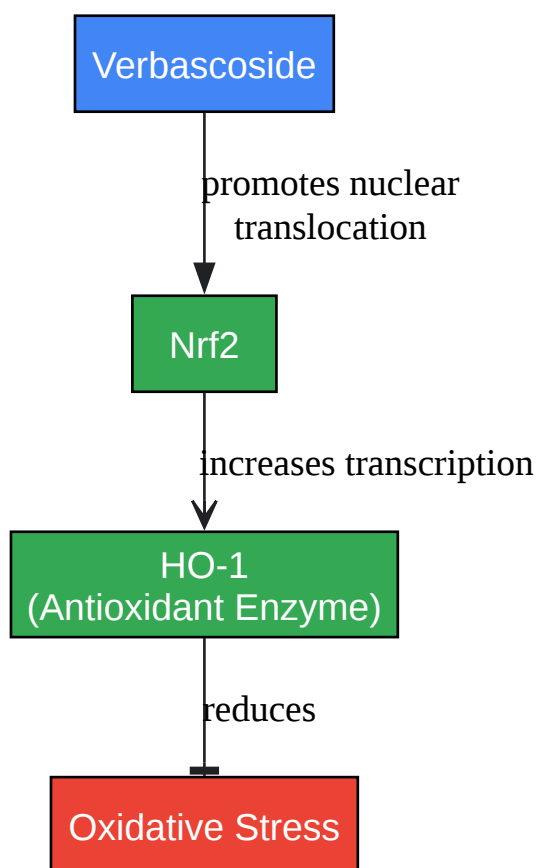 Verbascoside
promotes nuclear
translocation
Nrf2
increases transcription
HO-1
(Antioxidant Enzyme)
reduces
Oxidative Stress